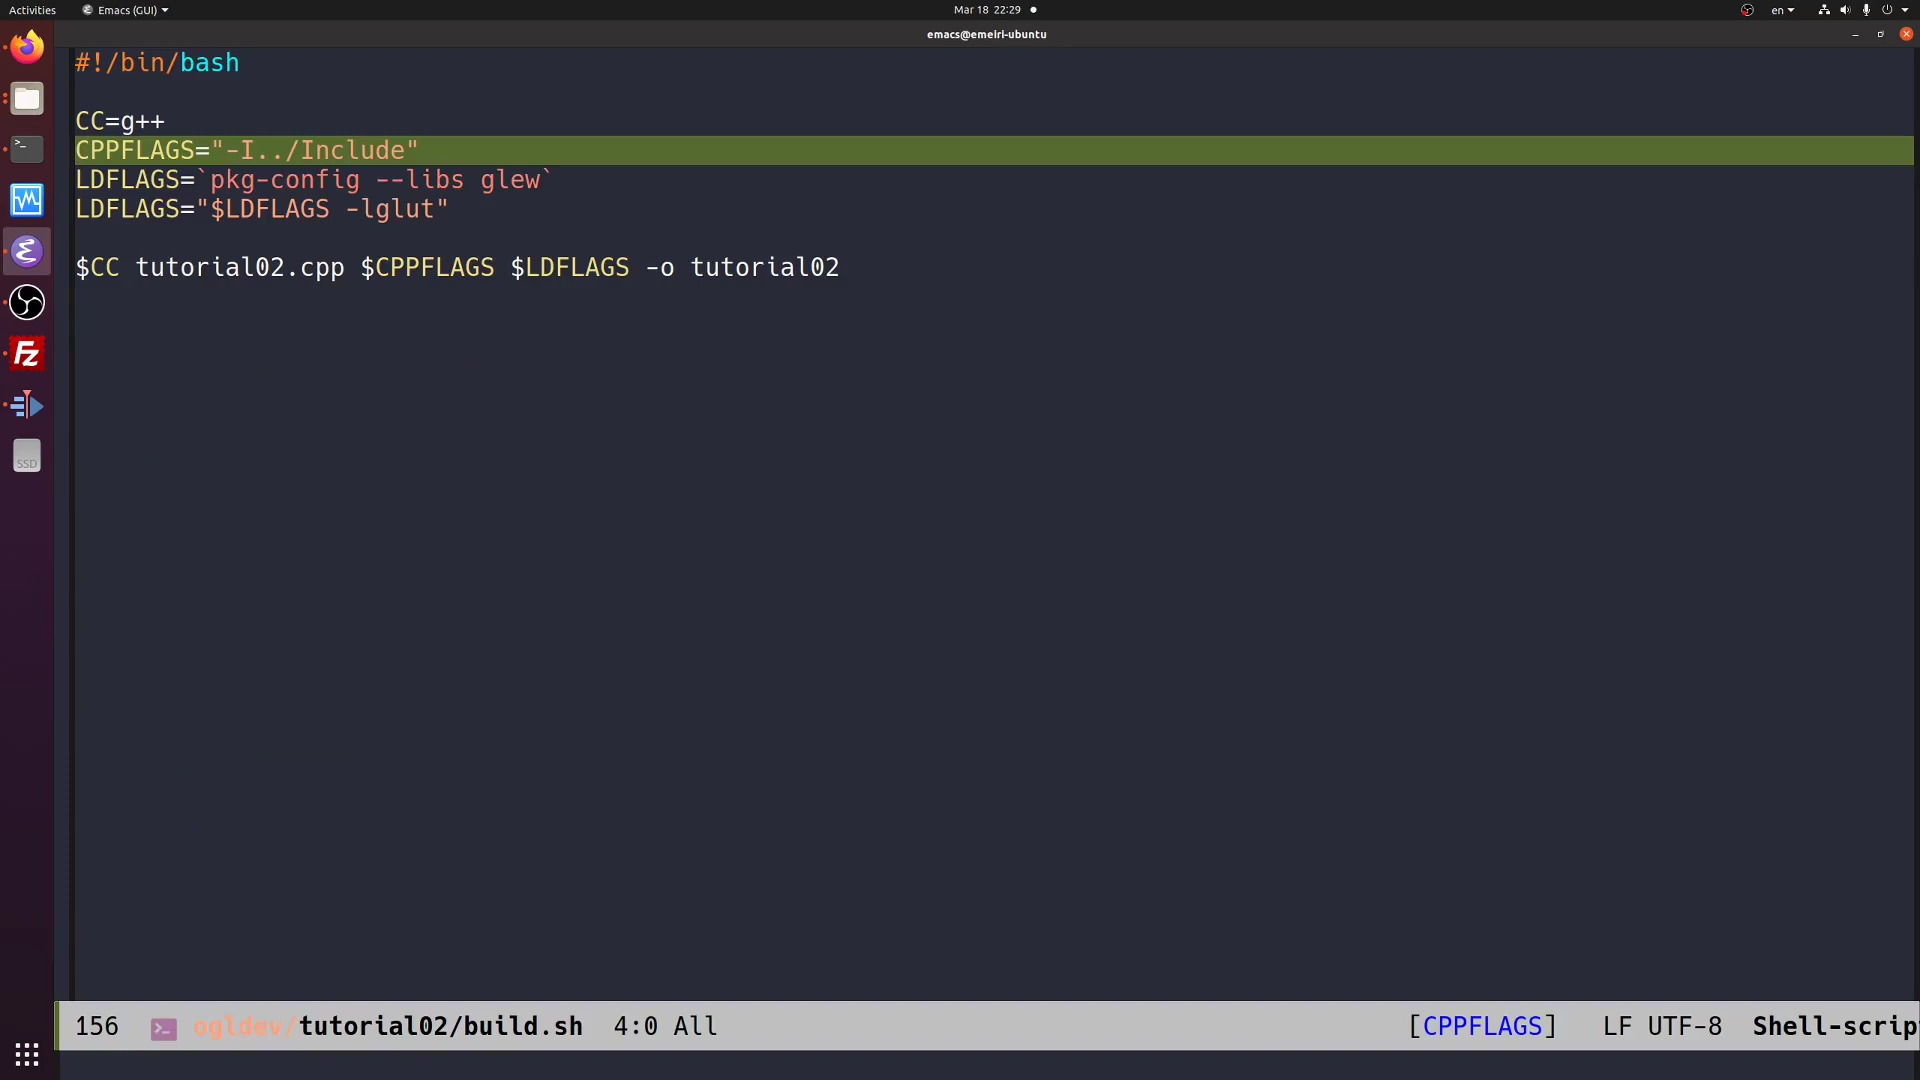 Activities Emacs (GUI) Mar 18 22:29 en
emacs@emeiri-ubuntu
#!/bin/bash
CC=g++
CPPFLAGS="-I../Include"
LDFLAGS=`pkg-config --libs glew`
LDFLAGS="$LDFLAGS -lglut"
$CC tutorial02.cpp $CPPFLAGS $LDFLAGS -o tutorial02
SSD
156 ogldev/tutorial02/build.sh 4:0 All [CPPFLAGS] LF UTF-8 Shell-scrip